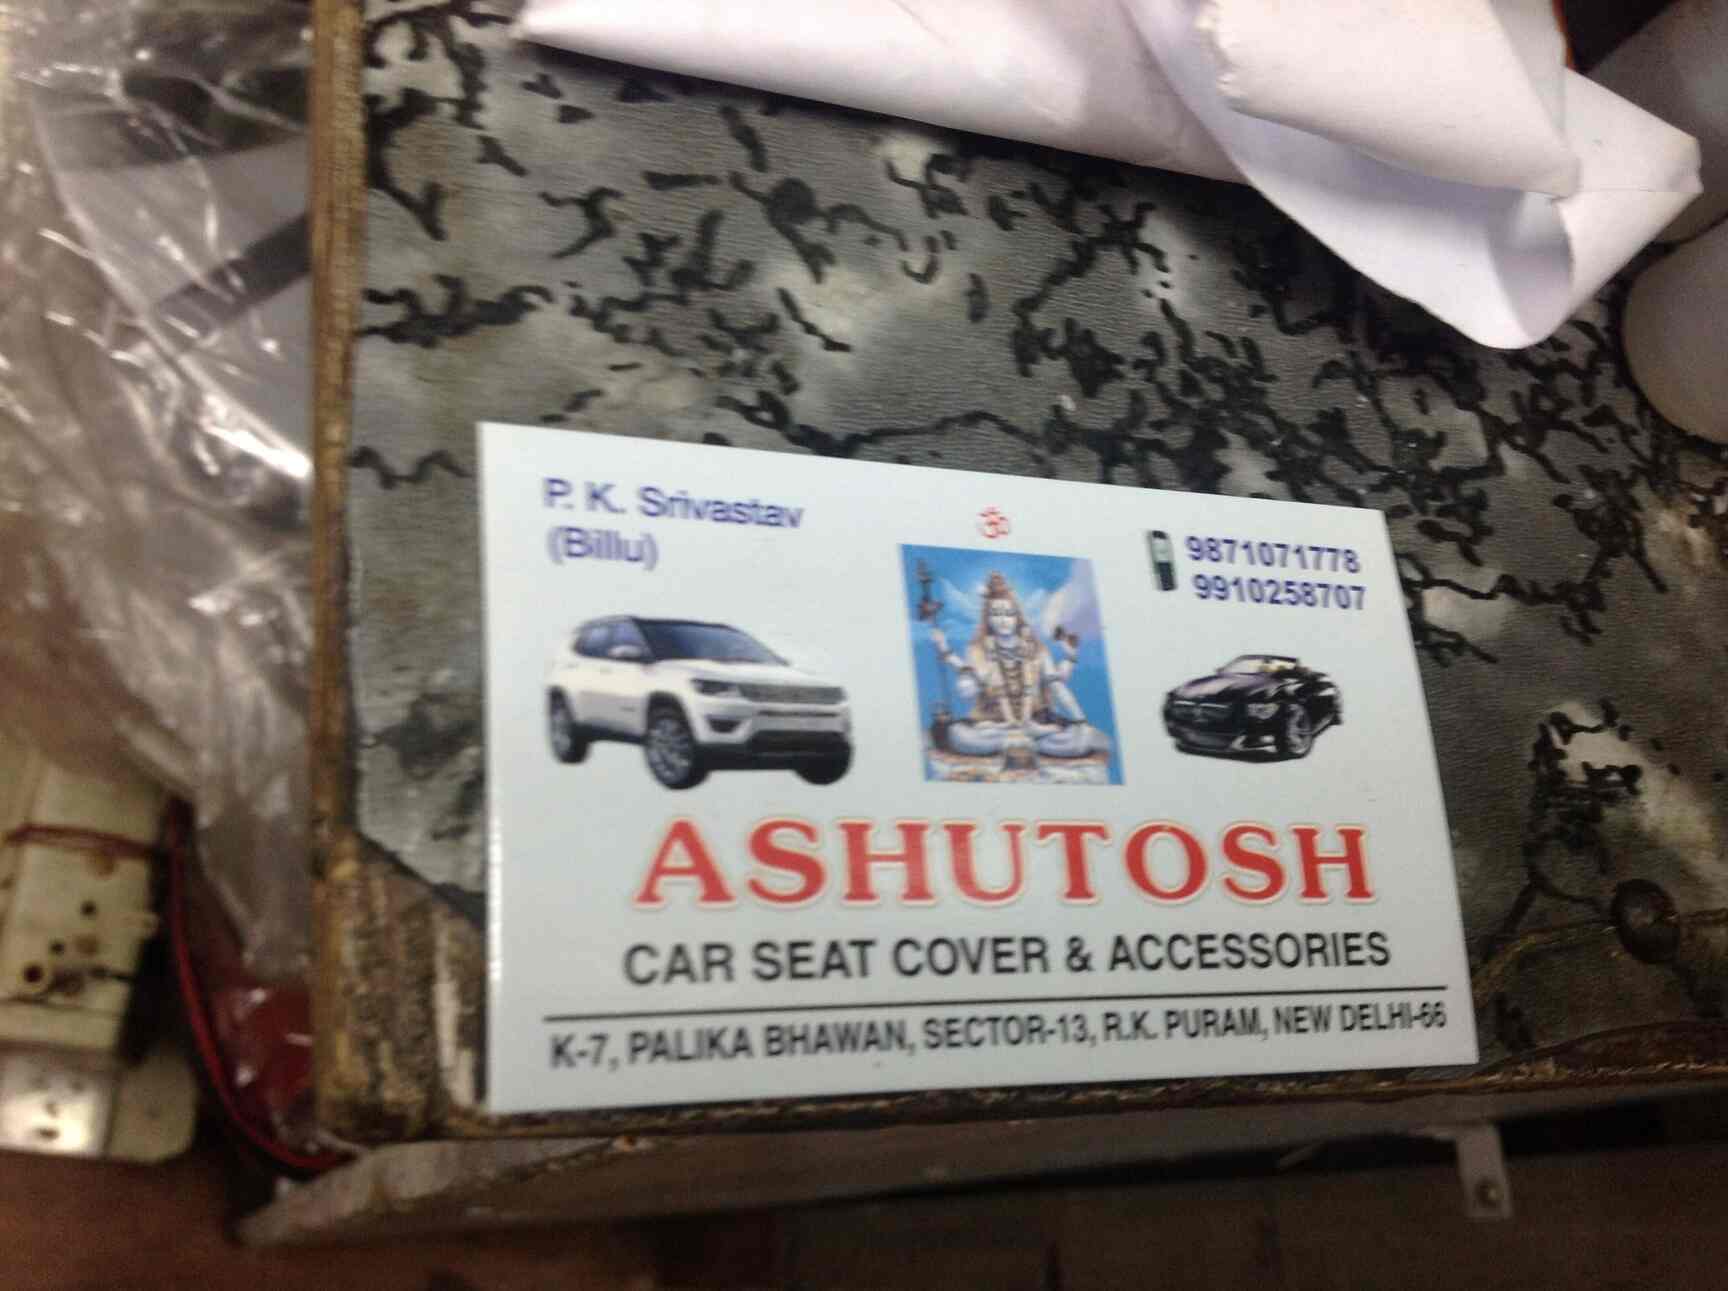 P. K. Srivastav
(Billu)
ॐ
9871071778
9910258707
ASHUTOSH
CAR SEAT COVER & ACCESSORIES
K-7, PALIKA BHAWAN, SECTOR-13, R.K. PURAM, NEW DELHI-66